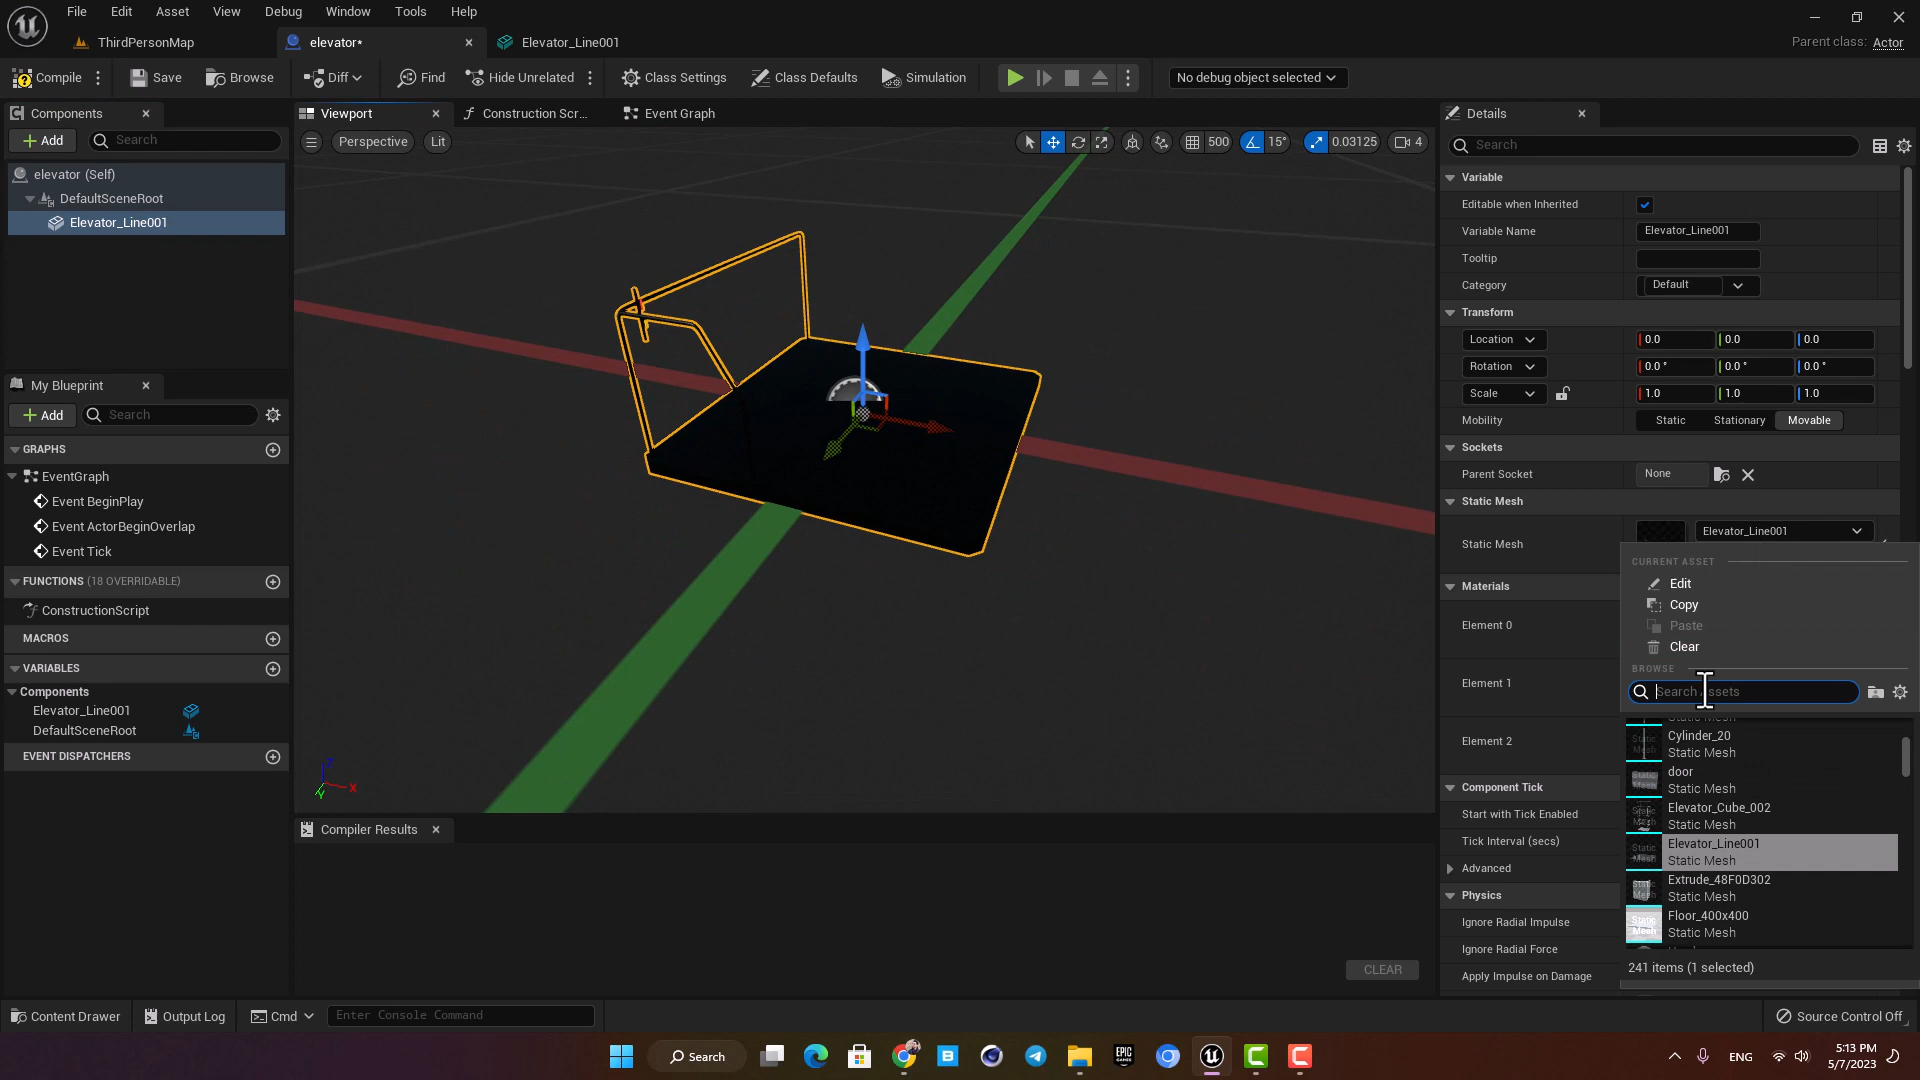 File Edit Asset View Debug Window Tools Help
ThirdPersonMap elevator* Elevator_Line001 Parent class: Actor
Compile Save Browse Diff Find Hide Unrelated Class Settings Class Defaults Simulation No debug object selected
Components
Add Search
elevator (Self)
DefaultSceneRoot
Elevator_Line001
My Blueprint
Add Search
GRAPHS
EventGraph
Event BeginPlay
Event ActorBeginOverlap
Event Tick
FUNCTIONS (18 OVERRIDABLE)
ConstructionScript
MACROS
VARIABLES
Components
Elevator_Line001
DefaultSceneRoot
EVENT DISPATCHERS
Viewport Construction Scr... Event Graph
Perspective Lit 500 15° 0.03125 4
Z
X
Y
Compiler Results
CLEAR
Details
Search
Variable
Editable when Inherited
Variable Name Elevator_Line001
Tooltip
Category Default
Transform
Location 0.0 0.0 0.0
Rotation 0.0 ° 0.0 ° 0.0 °
Scale 1.0 1.0 1.0
Mobility Static Stationary Movable
Sockets
Parent Socket None
Static Mesh
Static Mesh Elevator_Line001
Materials
Element 0
Element 1
Element 2
Component Tick
Start with Tick Enabled
Tick Interval (secs)
Advanced
Physics
Ignore Radial Impulse
Ignore Radial Force
Apply Impulse on Damage
CURRENT ASSET
Edit
Copy
Paste
Clear
BROWSE
Search Assets
Static Mesh
Cylinder_20
Static Mesh
door
Static Mesh
Elevator_Cube_002
Static Mesh
Elevator_Line001
Static Mesh
Extrude_48F0D302
Static Mesh
Floor_400x400
Static Mesh
241 items (1 selected)
Content Drawer Output Log Cmd Enter Console Command Source Control Off
Search EPIC GAMES ENG 5:13 PM
5/7/2023